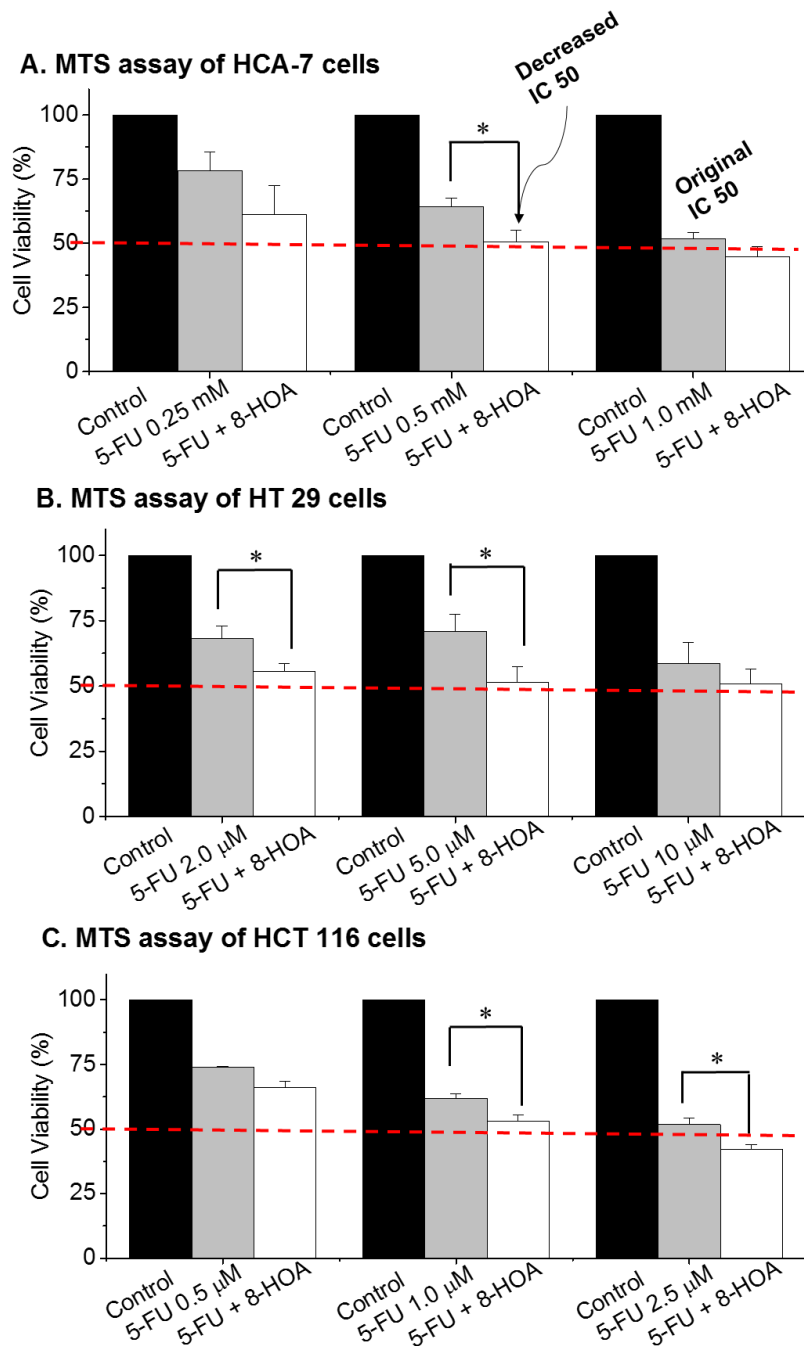 A. MTS assay of HCA-7 cells
Decreased
IC 50
*
Original
IC 50
Cell Viability (%)
100
75
50
25
0
Control
5-FU 0.25 mM
5-FU + 8-HOA
Control
5-FU 0.5 mM
5-FU + 8-HOA
Control
5-FU 1.0 mM
5-FU + 8-HOA
B. MTS assay of HT 29 cells
*
*
Cell Viability (%)
100
75
50
25
0
Control
5-FU 2.0 μM
5-FU + 8-HOA
Control
5-FU 5.0 μM
5-FU + 8-HOA
Control
5-FU 10 μM
5-FU + 8-HOA
C. MTS assay of HCT 116 cells
*
*
Cell Viability (%)
100
75
50
25
0
Control
5-FU 0.5 μM
5-FU + 8-HOA
Control
5-FU 1.0 μM
5-FU + 8-HOA
Control
5-FU 2.5 μM
5-FU + 8-HOA